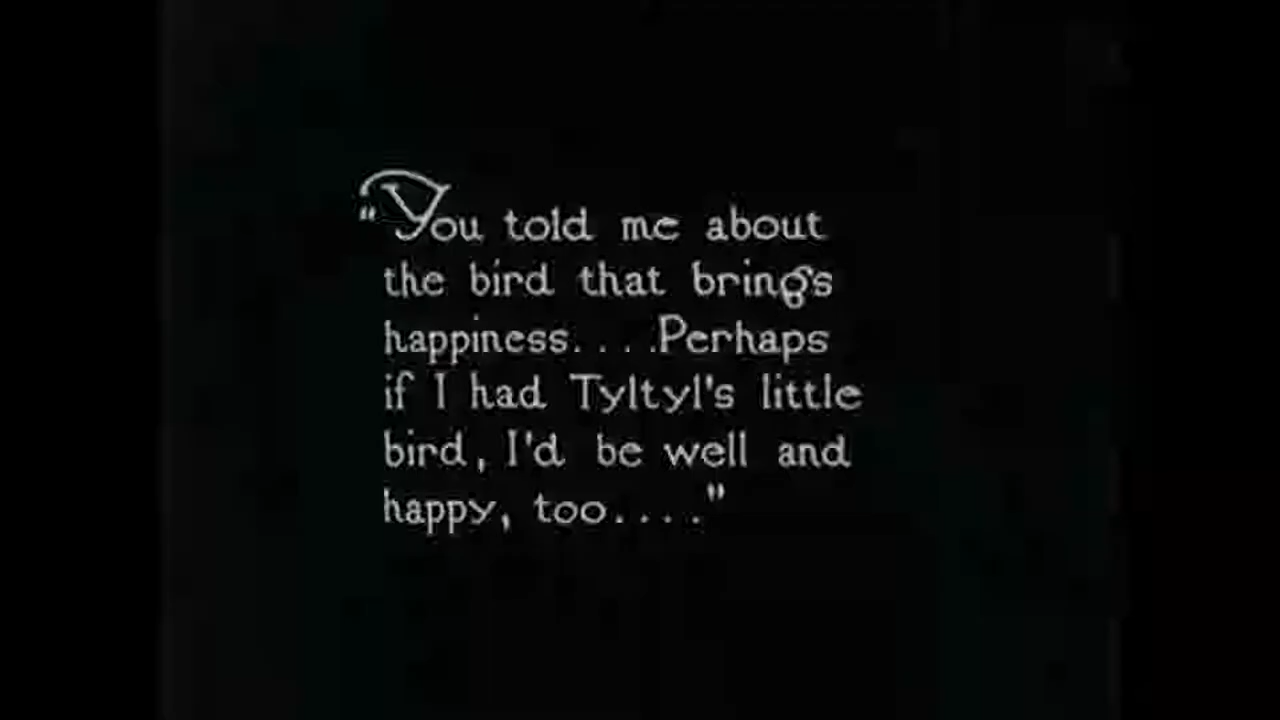 "You told me about
the bird that brings
happiness. . . .Perhaps
if I had Tyltyl's little
bird, I'd be well and
happy, too. . . ."